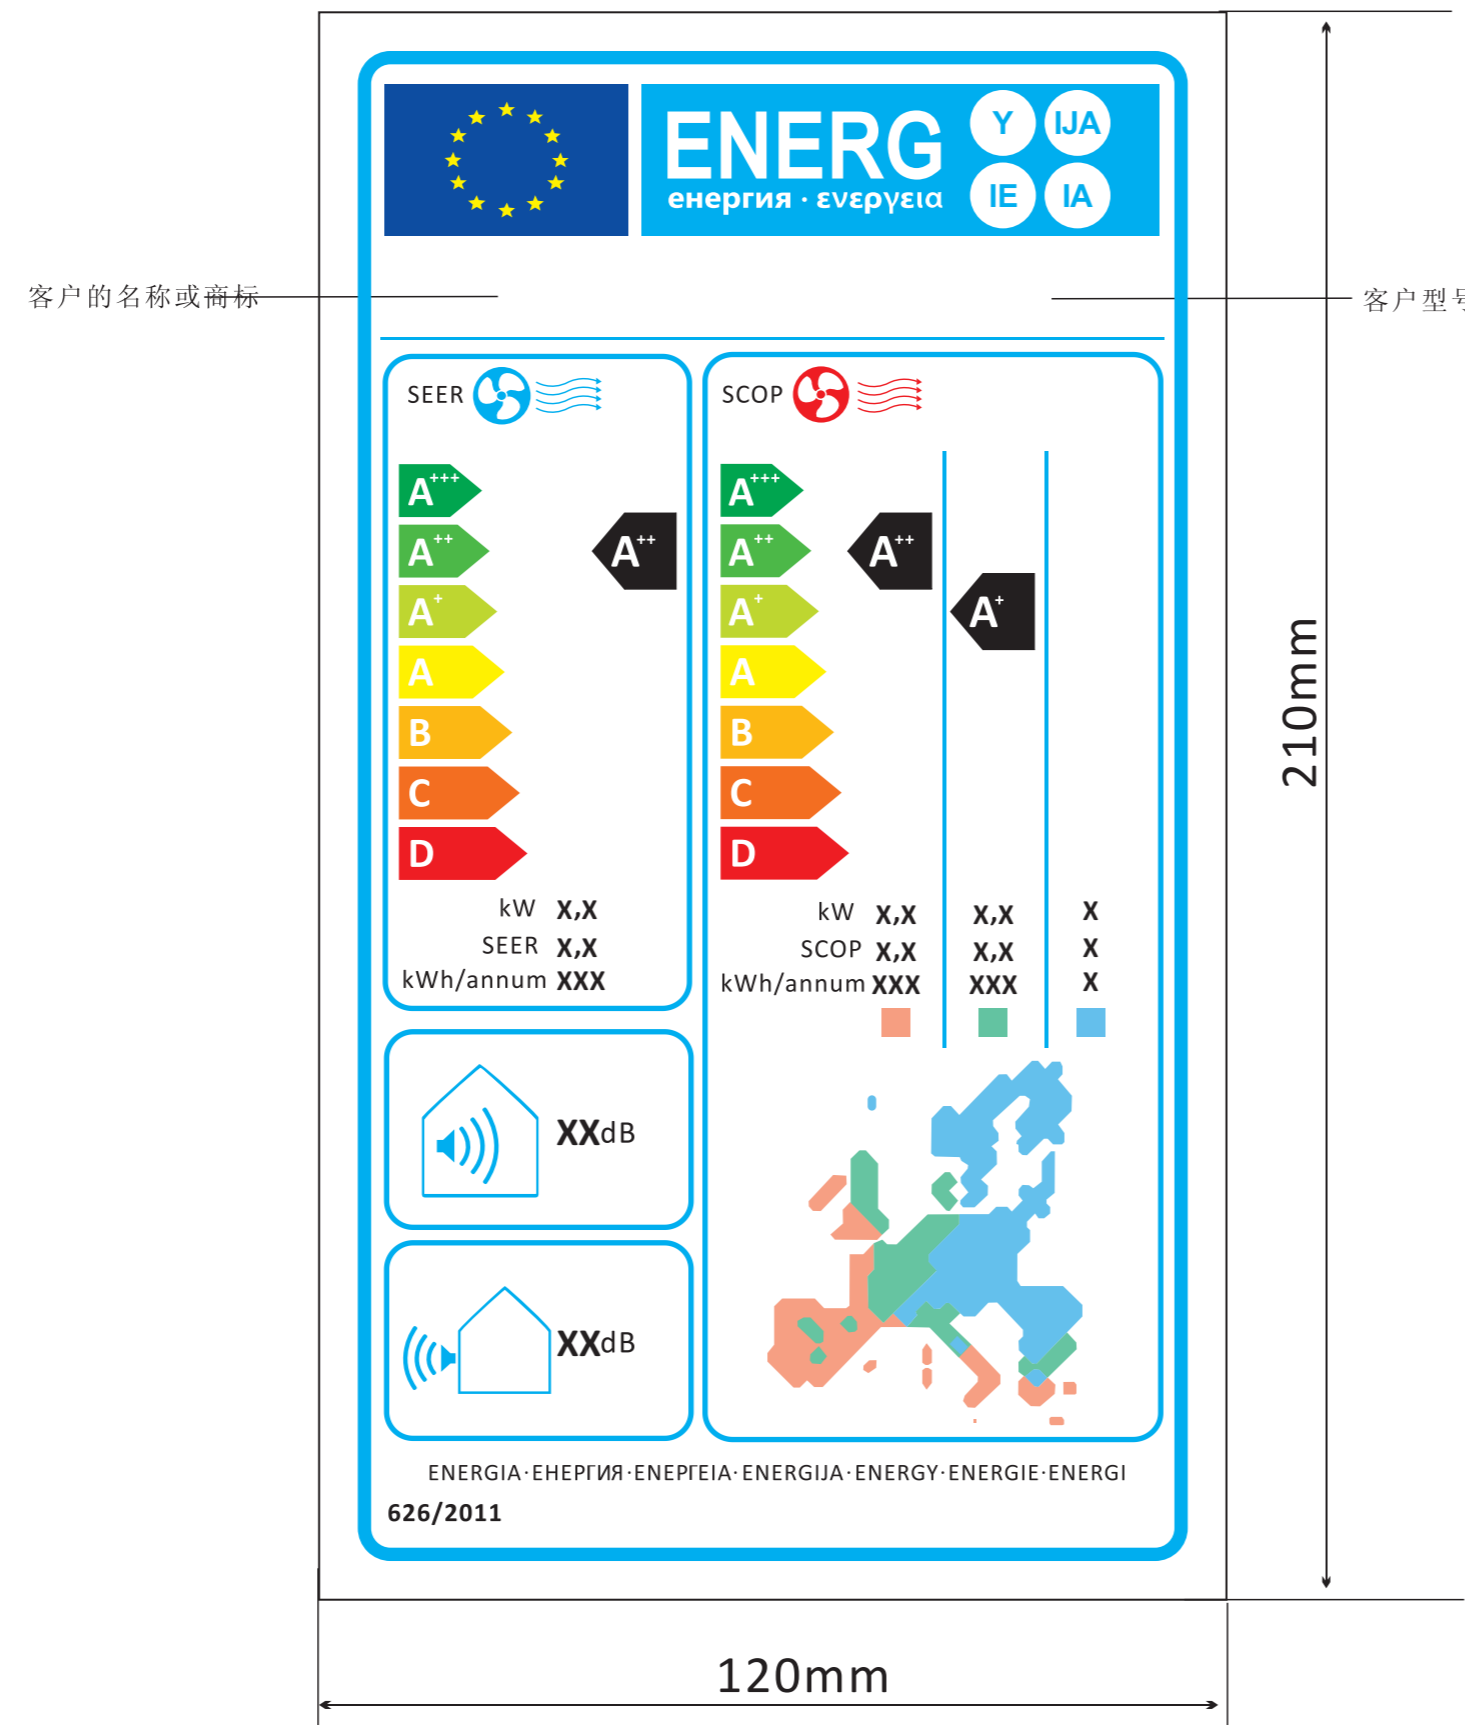 ENERG
енергия · ενεργεια
Y IJA
IE IA
客户的名称或商标
客户型号
SEER
A+++
A++
A+
A
B
C
D
A++
kW X,X
SEER X,X
kWh/annum XXX
SCOP
A+++
A++
A+
A
B
C
D
A++
A+
kW X,X X,X X
SCOP X,X X,X X
kWh/annum XXX XXX X
XXdB
XXdB
ENERGIA·ЕНЕРГИЯ·ΕΝΕΡΓΕΙΑ·ENERGIJA·ENERGY·ENERGIE·ENERGI
626/2011
210mm
120mm